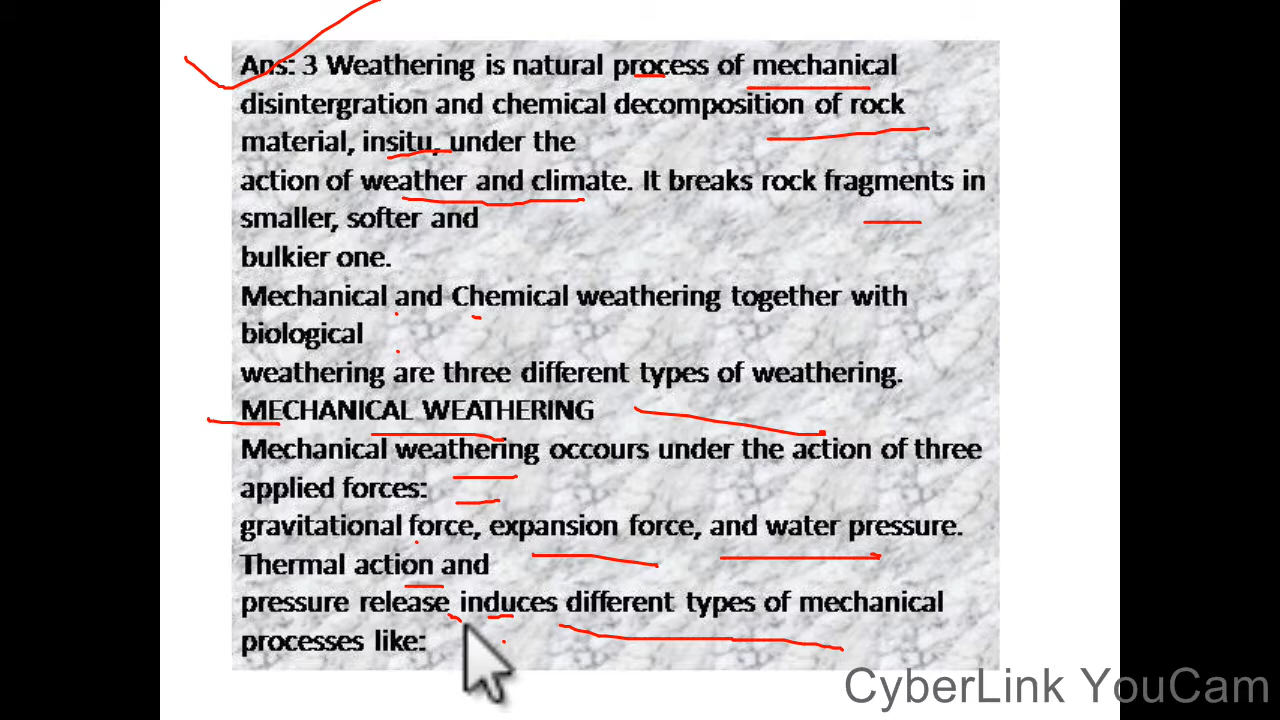 Ans: 3 Weathering is natural process of mechanical
disintergration and chemical decomposition of rock
material, insitu, under the
action of weather and climate. It breaks rock fragments in
smaller, softer and
bulkier one.
Mechanical and Chemical weathering together with
biological
weathering are three different types of weathering.
MECHANICAL WEATHERING
Mechanical weathering occours under the action of three
applied forces:
gravitational force, expansion force, and water pressure.
Thermal action and
pressure release induces different types of mechanical
processes like:
CyberLink YouCam